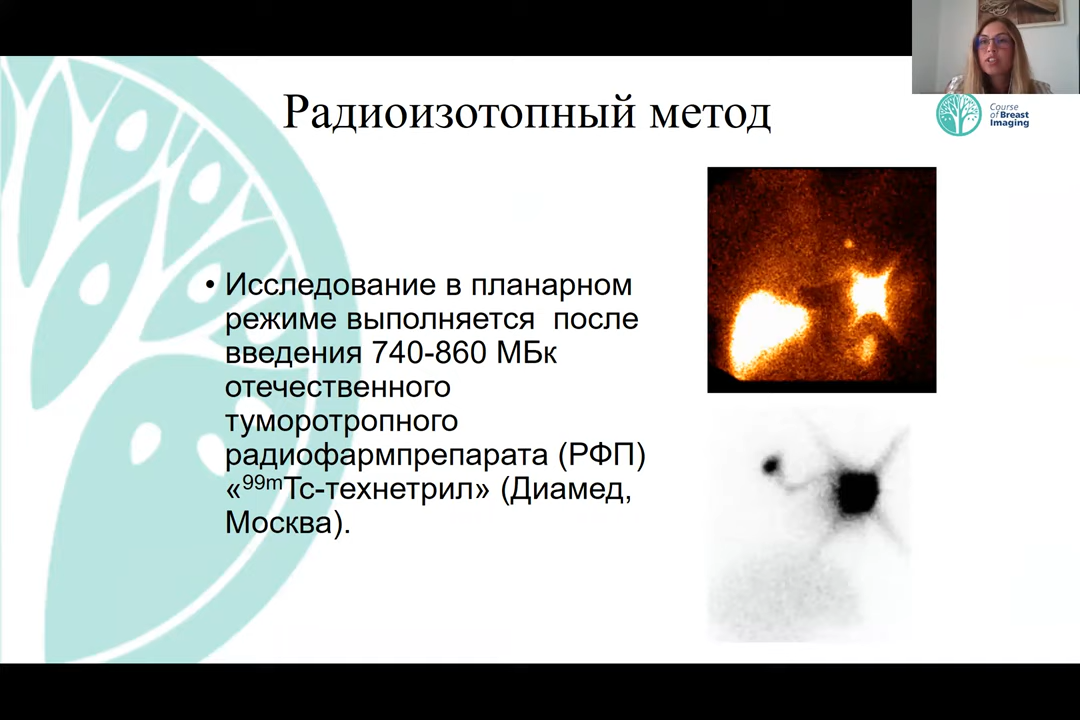 Радиоизотопный метод
Course
of Breast
Imaging
• Исследование в планарном
режиме выполняется  после
введения 740-860 МБк
отечественного
туморотропного
радиофармпрепарата (РФП)
«⁹⁹ᵐТс-технетрил» (Диамед,
Москва).